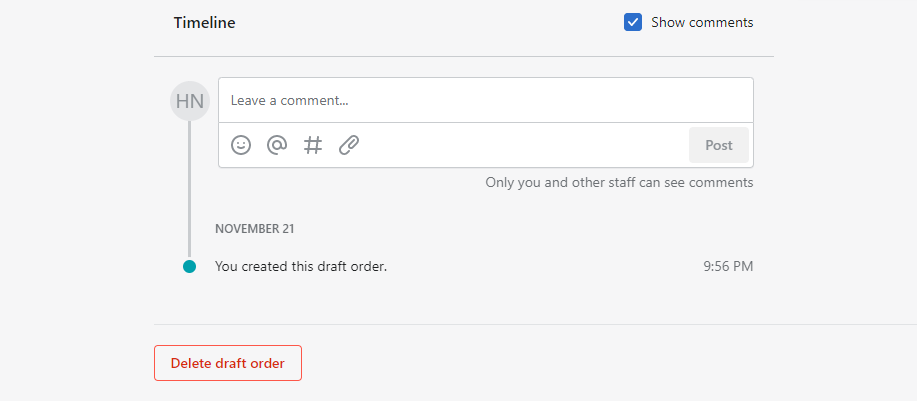 Timeline
Show comments
HN
Leave a comment...
Post
Only you and other staff can see comments
NOVEMBER 21
You created this draft order.
9:56 PM
Delete draft order